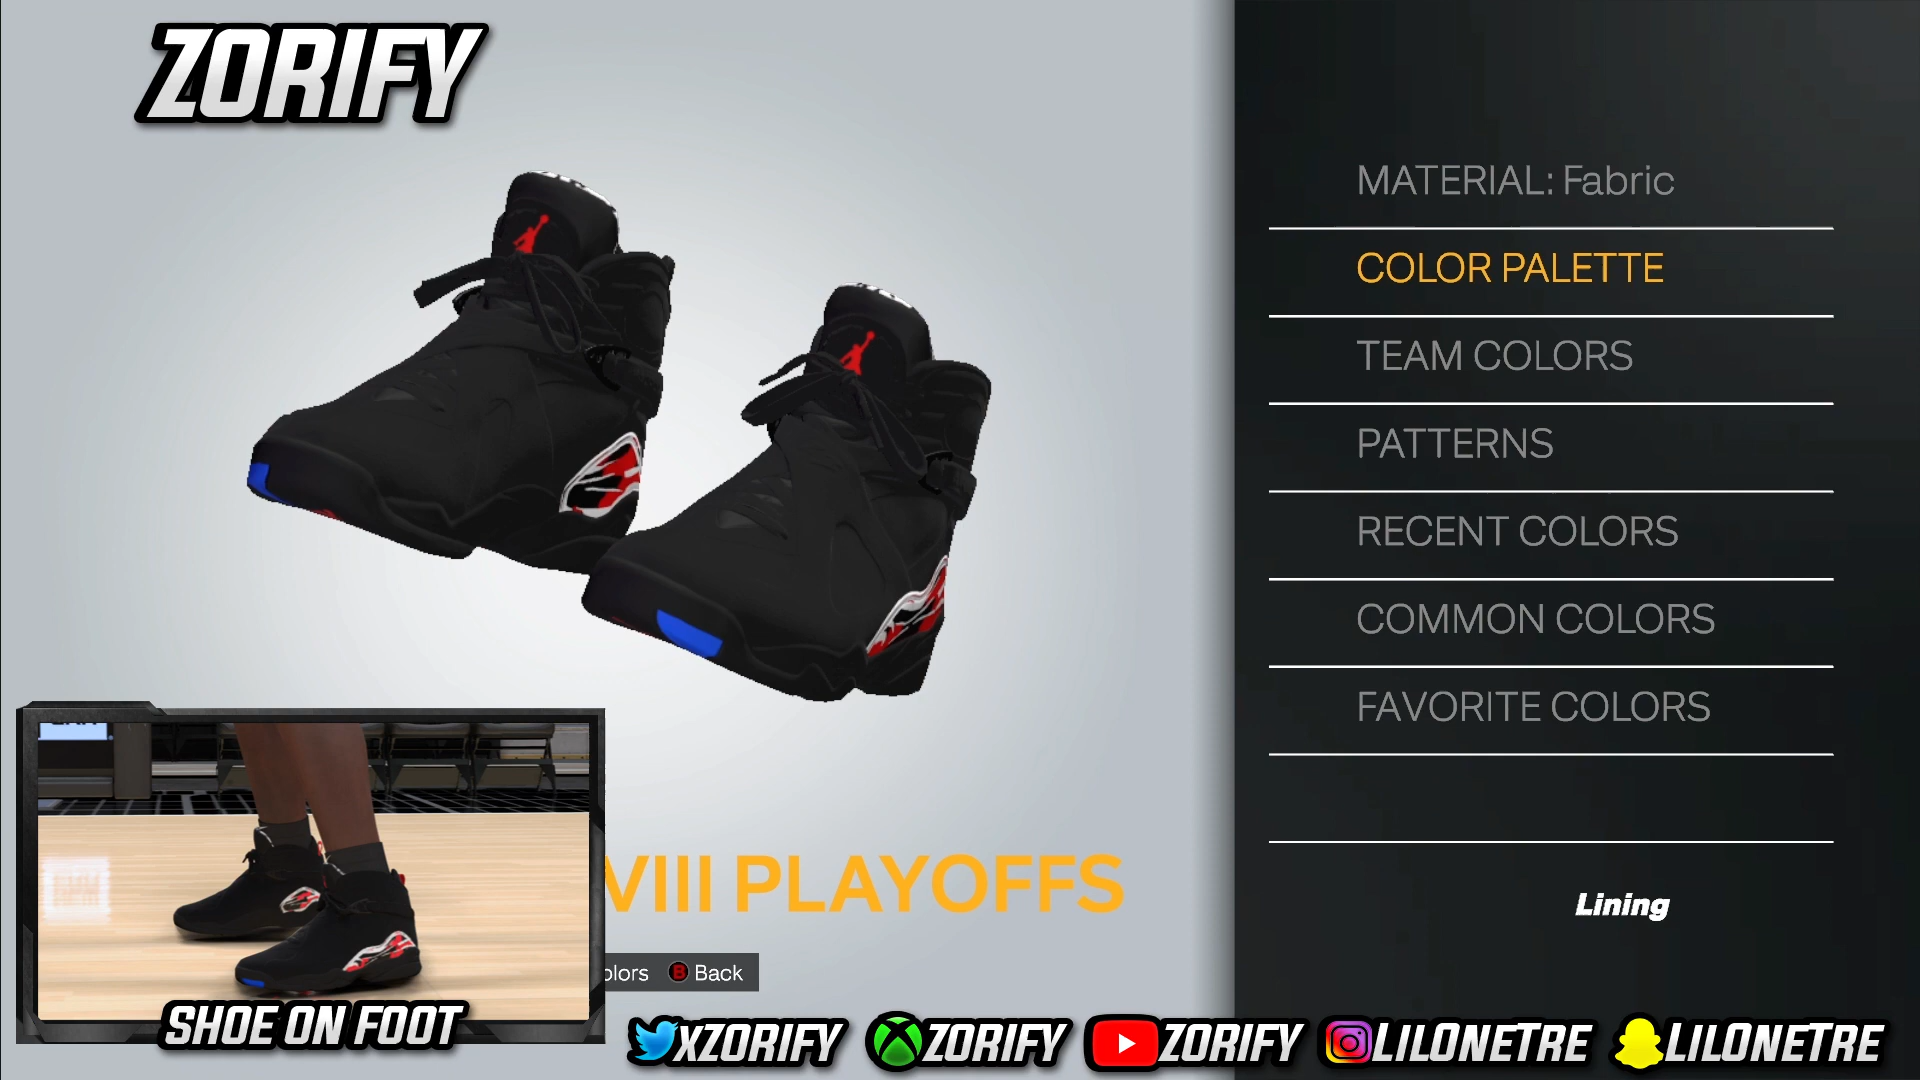 ZORIFY
MATERIAL: Fabric
COLOR PALETTE
TEAM COLORS
PATTERNS
RECENT COLORS
COMMON COLORS
FAVORITE COLORS
Lining
VIII PLAYOFFS
olors B Back
SHOE ON FOOT
XZORIFY ZORIFY ZORIFY LILONETRE LILONETRE